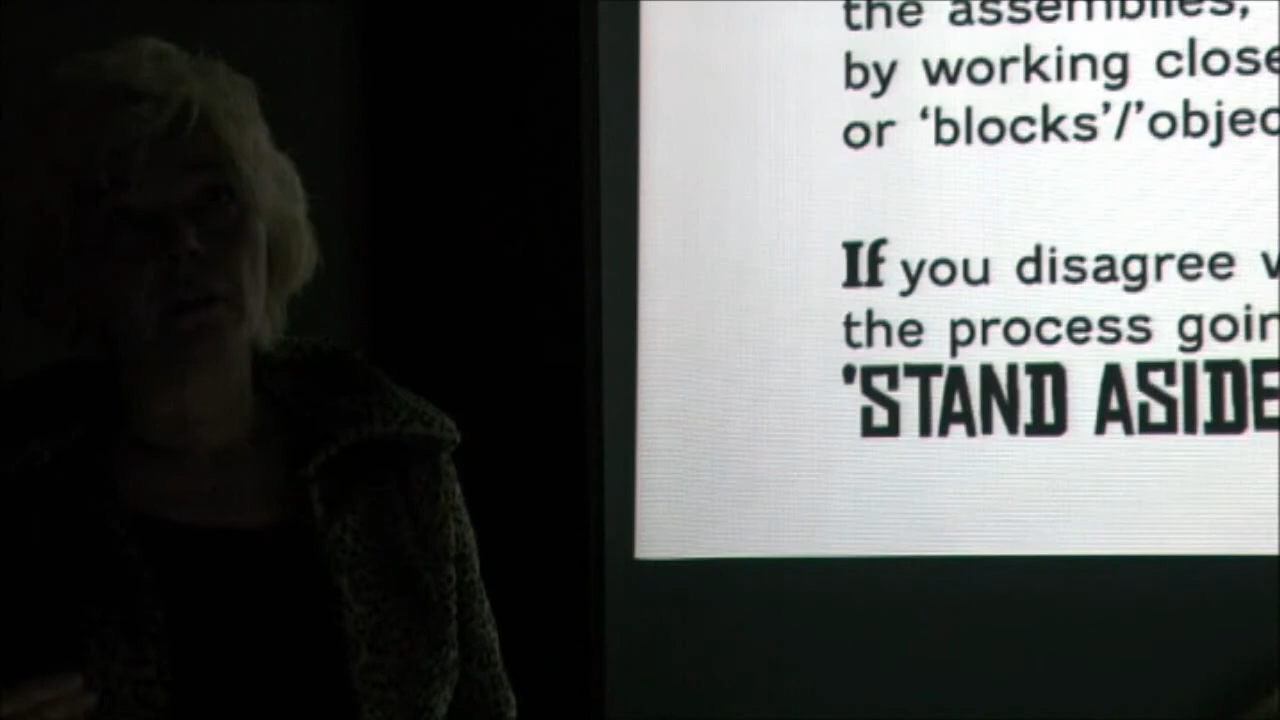 the assemblies,
by working close
or ‘blocks’/’objec
If you disagree
the process goin
‘STAND ASIDE